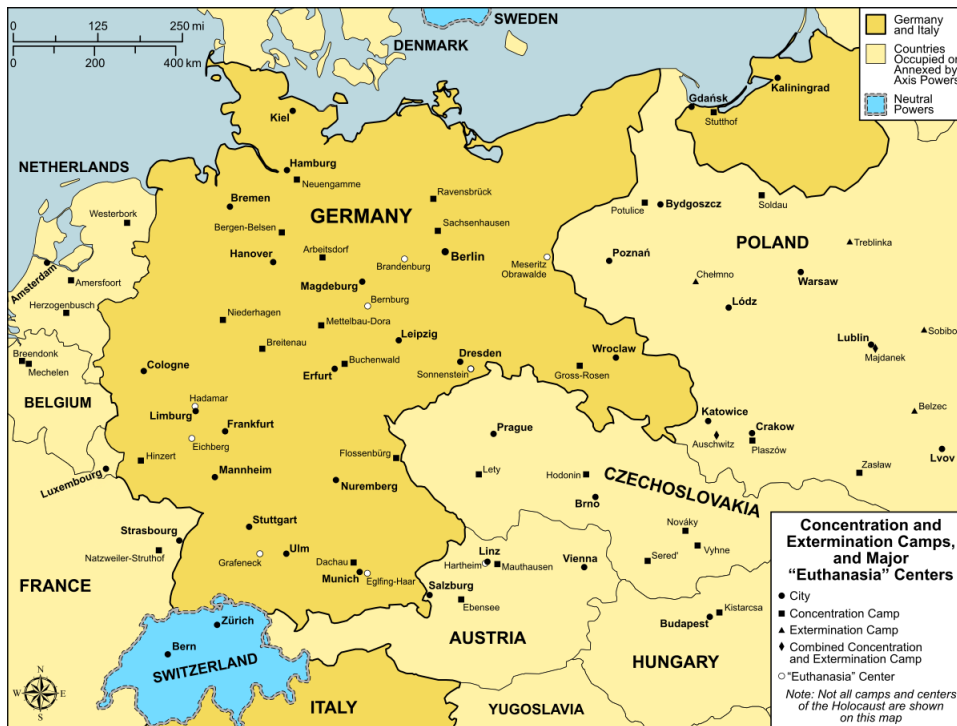 0 125 250 mi
0 200 400 km
SWEDEN
DENMARK
Germany
and Italy
Countries
Occupied or
Annexed by
Axis Powers
Neutral
Powers
Kiel
Gdańsk
Kaliningrad
Stutthof
NETHERLANDS
Hamburg
Neuengamme
Ravensbrück
Bremen
Westerbork
GERMANY
Bergen-Belsen
Sachsenhausen
Potulice
Bydgoszcz
Soldau
POLAND
Treblinka
Hanover
Arbeitsdorf
Brandenburg
Berlin
Meseritz
Obrawalde
Poznań
Amsterdam
Amersfoort
Magdeburg
Chełmno
Warsaw
Herzogenbusch
Bernburg
Lódz
Niederhagen
Mettelbau-Dora
Leipzig
Sobibor
Lublin
Majdanek
Breitenau
Breendonk
Mechelen
Cologne
Erfurt
Buchenwald
Dresden
Sonnenstein
Wroclaw
Gross-Rosen
BELGIUM
Hadamar
Limburg
Belzec
Frankfurt
Katowice
Crakow
Auschwitz
Plaszów
Eichberg
Prague
Lvov
Hinzert
Flossenbürg
Zasław
Luxembourg
Mannheim
Nuremberg
Lety
Hodonin
CZECHOSLOVAKIA
Brno
Strasbourg
Stuttgart
Nováky
Natzweiler-Struthof
Grafeneck
Ulm
Vyhne
Sered'
Dachau
Munich
Eglfing-Haar
Linz
Hartheim
Mauthausen
Vienna
FRANCE
Salzburg
Ebensee
Zürich
Kistarcsa
Budapest
AUSTRIA
Bern
SWITZERLAND
HUNGARY
ITALY
YUGOSLAVIA
N
W E
S
Concentration and
Extermination Camps,
and Major
“Euthanasia” Centers
City
Concentration Camp
Extermination Camp
Combined Concentration
and Extermination Camp
“Euthanasia” Center
Note: Not all camps and centers
of the Holocaust are shown
on this map